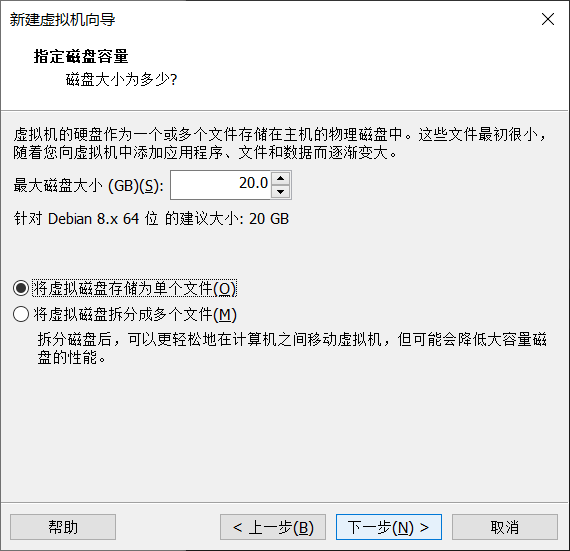 新建虚拟机向导
指定磁盘容量
磁盘大小为多少?
虚拟机的硬盘作为一个或多个文件存储在主机的物理磁盘中。这些文件最初很小，
随着您向虚拟机中添加应用程序、文件和数据而逐渐变大。
最大磁盘大小 (GB)(S): 20.0
针对 Debian 8.x 64 位 的建议大小: 20 GB
将虚拟磁盘存储为单个文件(O)
将虚拟磁盘拆分成多个文件(M)
拆分磁盘后，可以更轻松地在计算机之间移动虚拟机，但可能会降低大容量磁
盘的性能。
帮助 < 上一步(B) 下一步(N) > 取消